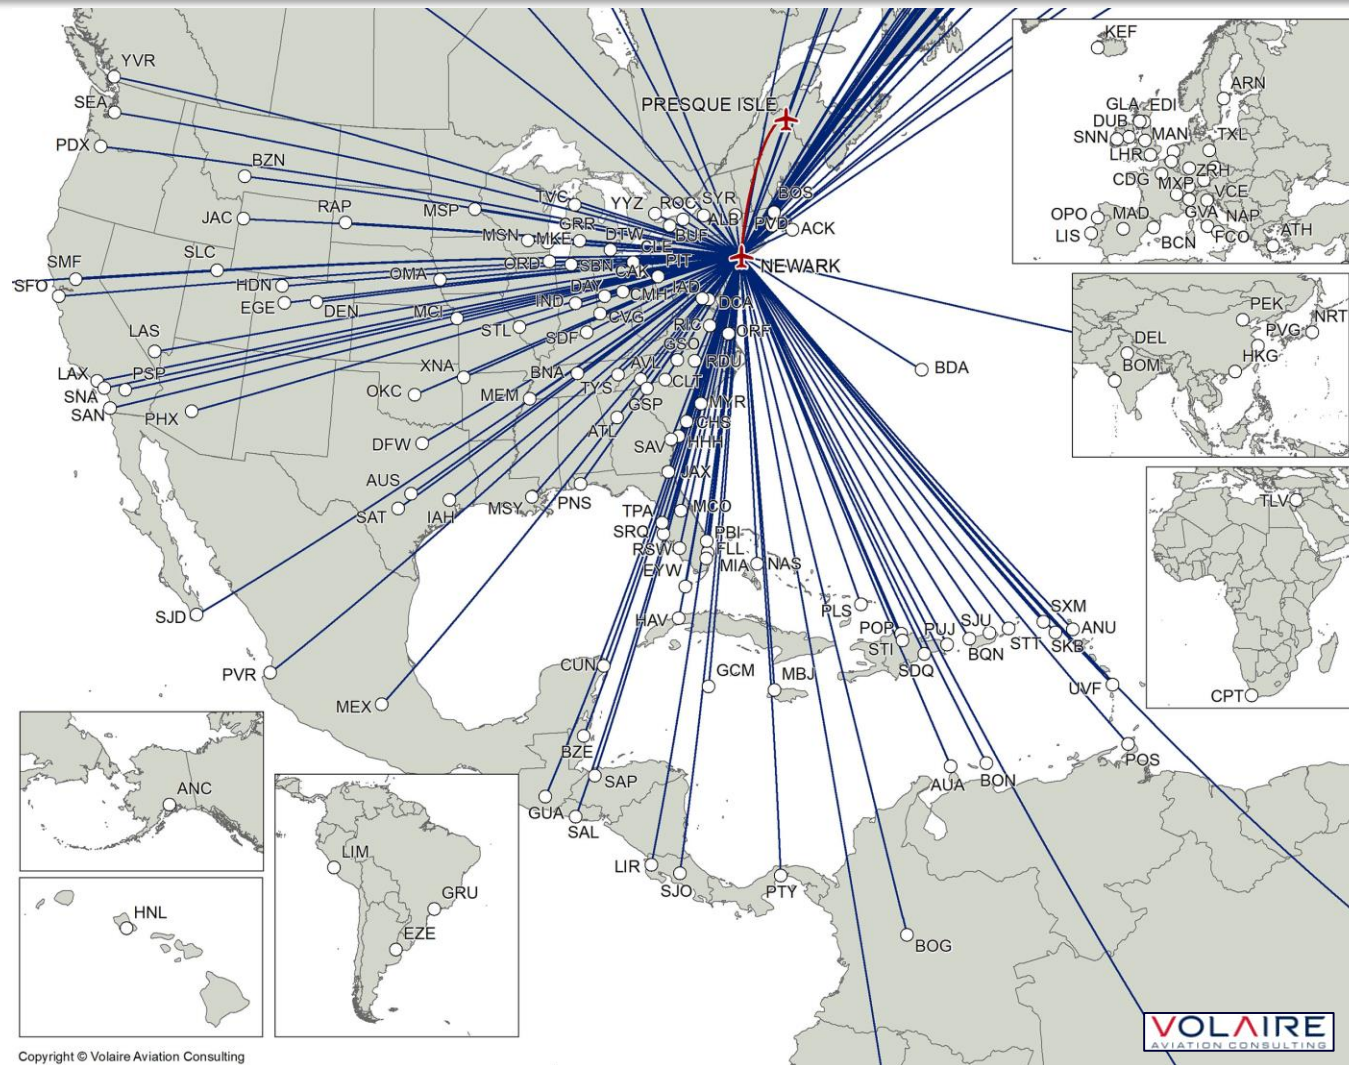 YVR
SEA
PDX
BZN
JAC
RAP
MSP
SLC
SMF
SFO
HDN
EGE
DEN
OMA
MCI
LAS
LAX
PSP
SNA
SAN
PHX
PRESQUE ISLE
TVC
YYZ
ROC
SYR
BOS
ALB
PVD
ACK
BUF
GRR
DTW
MSN
MKE
CLE
PIT
ORD
SBN
CAK
NEWARK
DAY
CMH
IAD
DCA
IND
CVG
STL
SDF
RIC
ORF
GSO
RDU
XNA
OKC
BNA
TYS
AVL
CLT
MEM
GSP
MYR
ATL
CHS
DFW
SAV
HHH
BDA
AUS
SAT
IAH
MSY
PNS
JAX
TPA
MCO
SRQ
PBI
RSW
FLL
MIA
EYW
NAS
HAV
SJD
PVR
MEX
CUN
GCM
MBJ
PLS
POP
STI
PUJ
SDQ
SJU
BQN
STT
SXM
ANU
SKB
UVF
POS
AUA
BON
BZE
SAP
GUA
SAL
LIR
SJO
PTY
BOG
KEF
ARN
GLA
EDI
DUB
SNN
MAN
TXL
LHR
CDG
ZRH
MXP
VCE
GVA
NAP
OPO
MAD
LIS
BCN
FCO
ATH
PEK
NRT
DEL
PVG
BOM
HKG
TLV
CPT
ANC
HNL
LIM
GRU
EZE
VOLAIRE
AVIATION CONSULTING
Copyright © Volaire Aviation Consulting